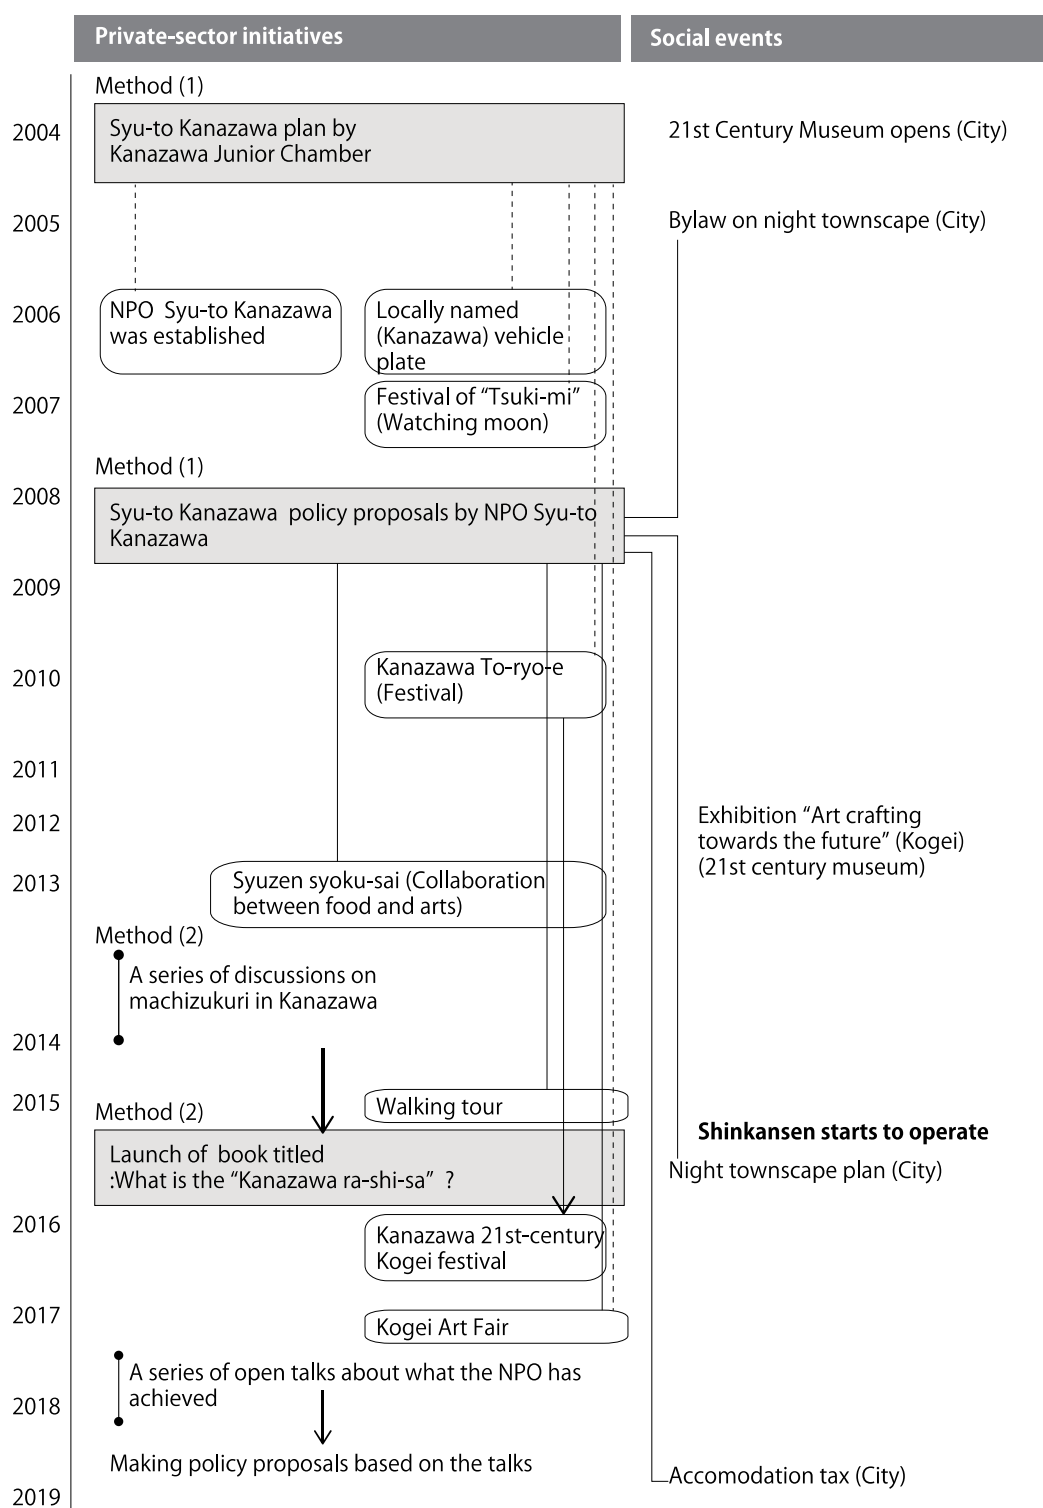 Private-sector initiatives
Social events
Method (1)
2004
Syu-to Kanazawa plan by
Kanazawa Junior Chamber
21st Century Museum opens (City)
2005
Bylaw on night townscape (City)
2006
NPO Syu-to Kanazawa
was established
Locally named
(Kanazawa) vehicle
plate
2007
Festival of “Tsuki-mi”
(Watching moon)
Method (1)
2008
Syu-to Kanazawa policy proposals by NPO Syu-to
Kanazawa
2009
2010
Kanazawa To-ryo-e
(Festival)
2011
2012
Exhibition “Art crafting
towards the future” (Kogei)
(21st century museum)
2013
Syuzen syoku-sai (Collaboration
between food and arts)
Method (2)
A series of discussions on
machizukuri in Kanazawa
2014
2015
Walking tour
Method (2)
Shinkansen starts to operate
Launch of book titled
:What is the “Kanazawa ra-shi-sa” ?
Night townscape plan (City)
2016
Kanazawa 21st-century
Kogei festival
2017
Kogei Art Fair
A series of open talks about what the NPO has
achieved
2018
Making policy proposals based on the talks
Accomodation tax (City)
2019